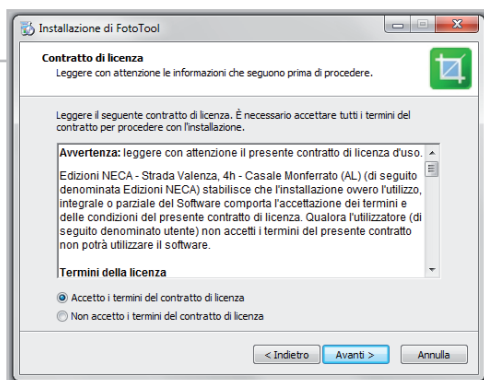 Installazione di FotoTool
Contratto di licenza
Leggere con attenzione le informazioni che seguono prima di procedere.
Leggere il seguente contratto di licenza. È necessario accettare tutti i termini del
contratto per procedere con l'installazione.
Avvertenza: leggere con attenzione il presente contratto di licenza d'uso.
Edizioni NECA - Strada Valenza, 4h - Casale Monferrato (AL) (di seguito
denominata Edizioni NECA) stabilisce che l'installazione ovvero l'utilizzo,
integrale o parziale del Software comporta l'accettazione dei termini e
delle condizioni del presente contratto di licenza. Qualora l'utilizzatore (di
seguito denominato utente) non accetti i termini del presente contratto
non potrà utilizzare il software.
Termini della licenza
Accetto i termini del contratto di licenza
Non accetto i termini del contratto di licenza
< Indietro
Avanti >
Annulla